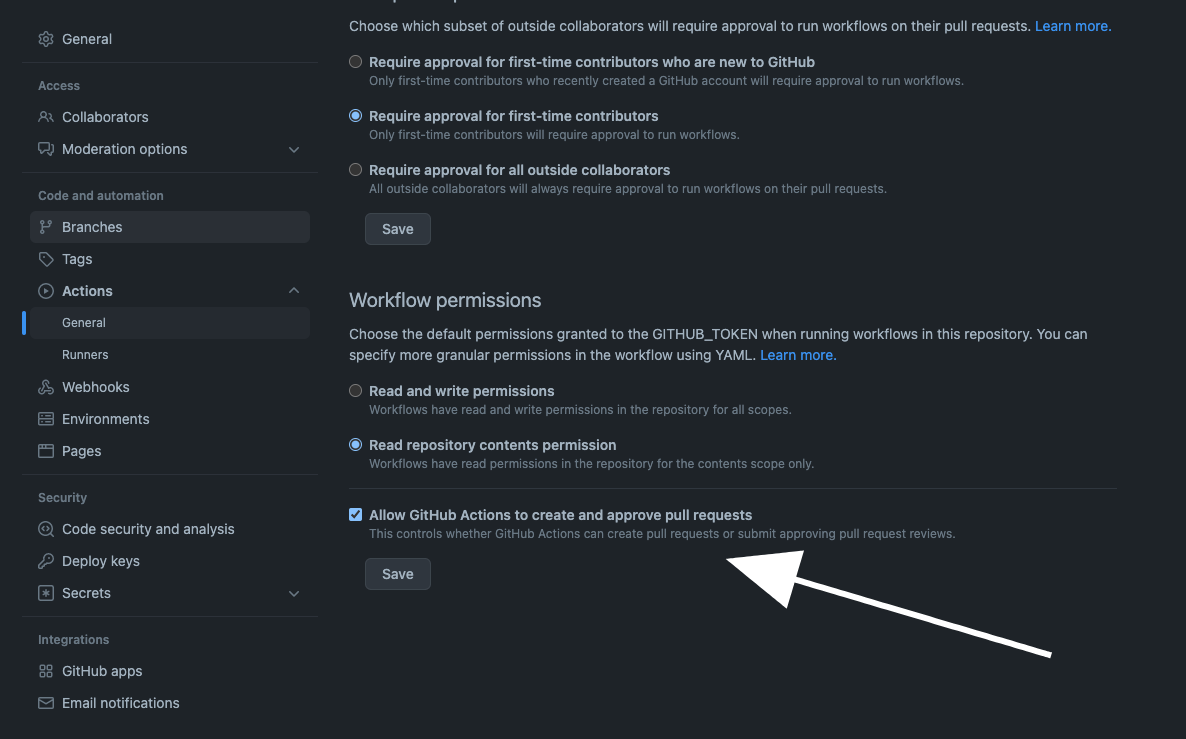 General
Access
Collaborators
Moderation options
Code and automation
Branches
Tags
Actions
General
Runners
Webhooks
Environments
Pages
Security
Code security and analysis
Deploy keys
Secrets
Integrations
GitHub apps
Email notifications
Choose which subset of outside collaborators will require approval to run workflows on their pull requests. Learn more.
Require approval for first-time contributors who are new to GitHub
Only first-time contributors who recently created a GitHub account will require approval to run workflows.
Require approval for first-time contributors
Only first-time contributors will require approval to run workflows.
Require approval for all outside collaborators
All outside collaborators will always require approval to run workflows on their pull requests.
Save
Workflow permissions
Choose the default permissions granted to the GITHUB_TOKEN when running workflows in this repository. You can
specify more granular permissions in the workflow using YAML. Learn more.
Read and write permissions
Workflows have read and write permissions in the repository for all scopes.
Read repository contents permission
Workflows have read permissions in the repository for the contents scope only.
Allow GitHub Actions to create and approve pull requests
This controls whether GitHub Actions can create pull requests or submit approving pull request reviews.
Save